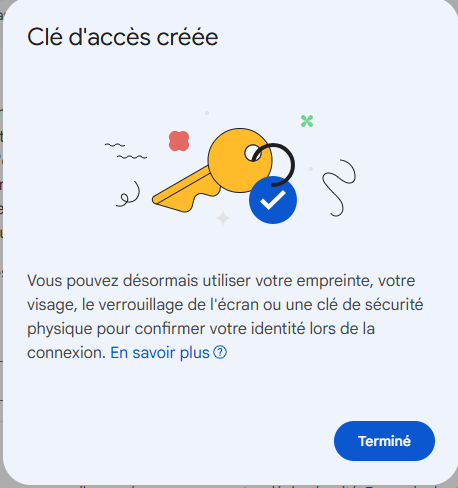 Clé d'accès créée
Vous pouvez désormais utiliser votre empreinte, votre
visage, le verrouillage de l'écran ou une clé de sécurité
physique pour confirmer votre identité lors de la
connexion. En savoir plus
Terminé